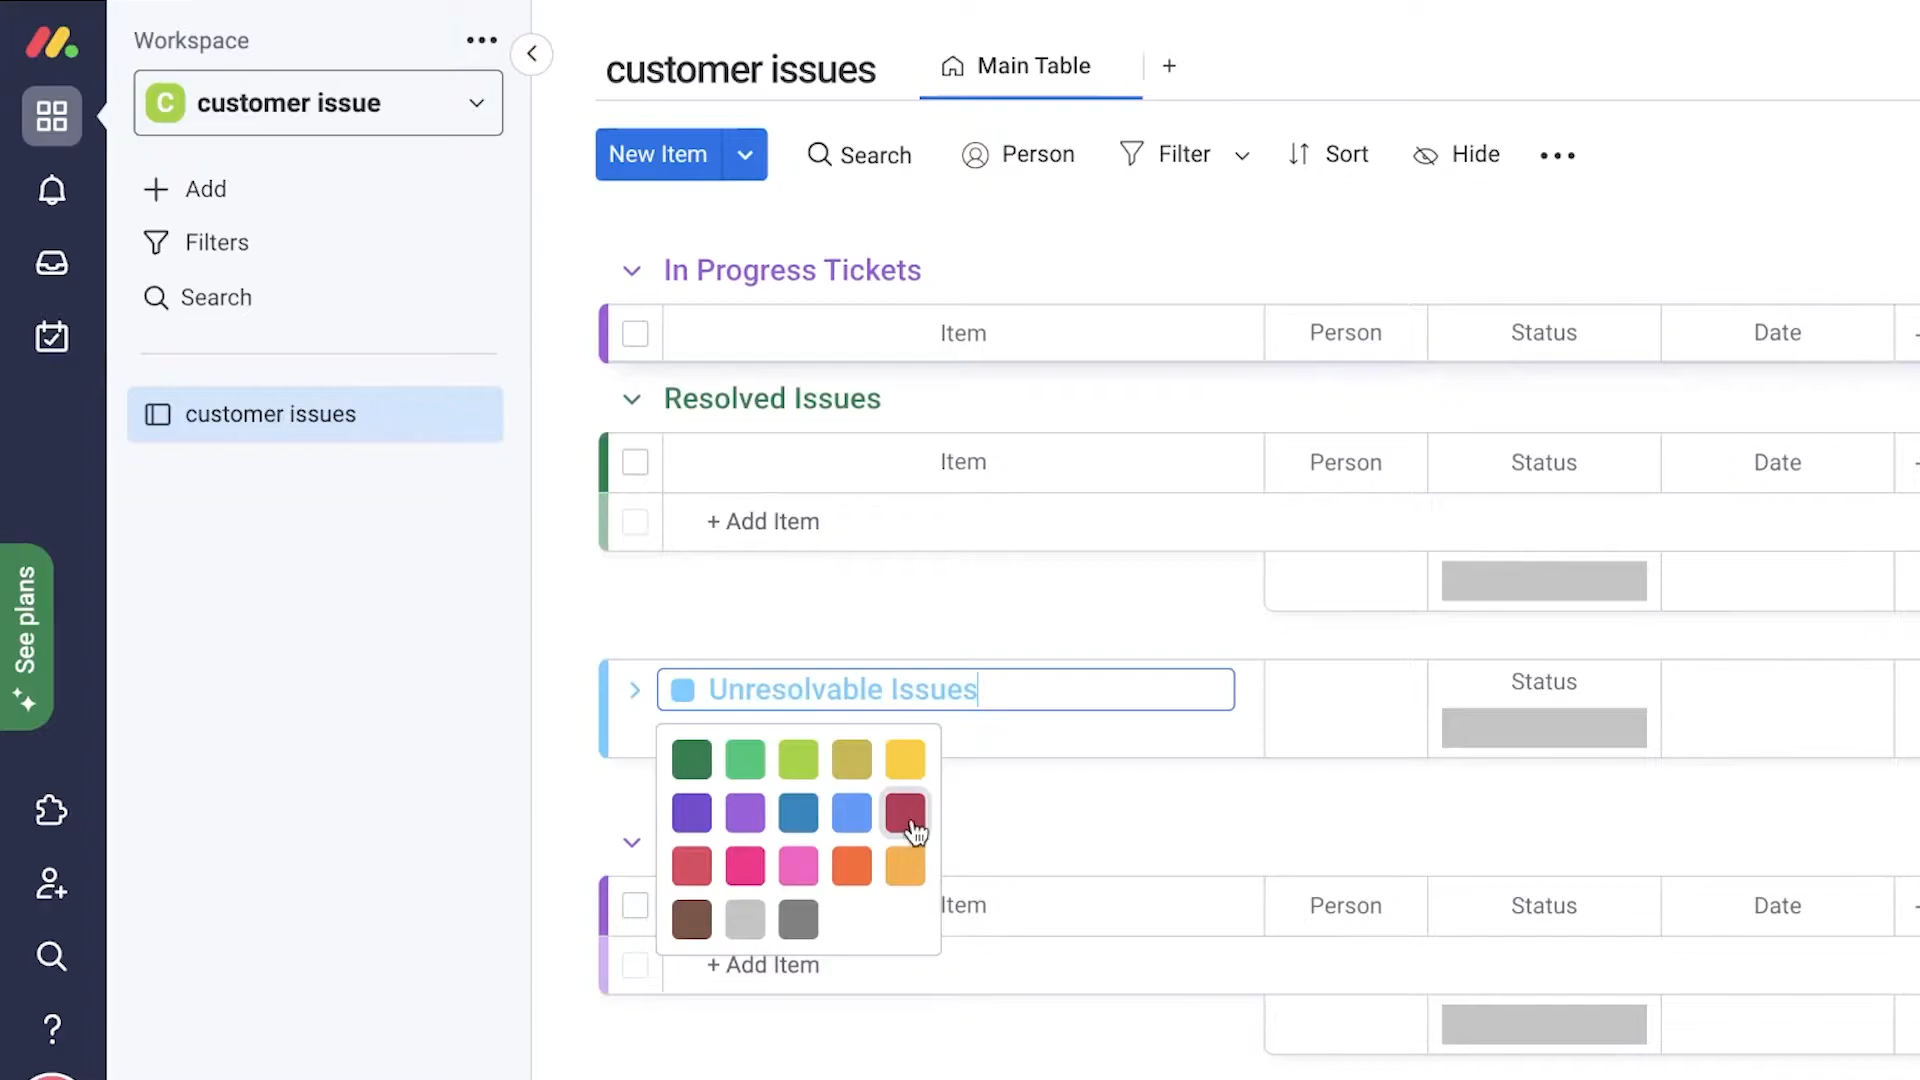 Workspace
C customer issue
+ Add
Filters
Search
customer issues
See plans
customer issues
Main Table
+
New Item
Search
Person
Filter
Sort
Hide
In Progress Tickets
Item Person Status Date
Resolved Issues
Item Person Status Date
+ Add Item
Unresolvable Issues
Status
Item Person Status Date
+ Add Item
?